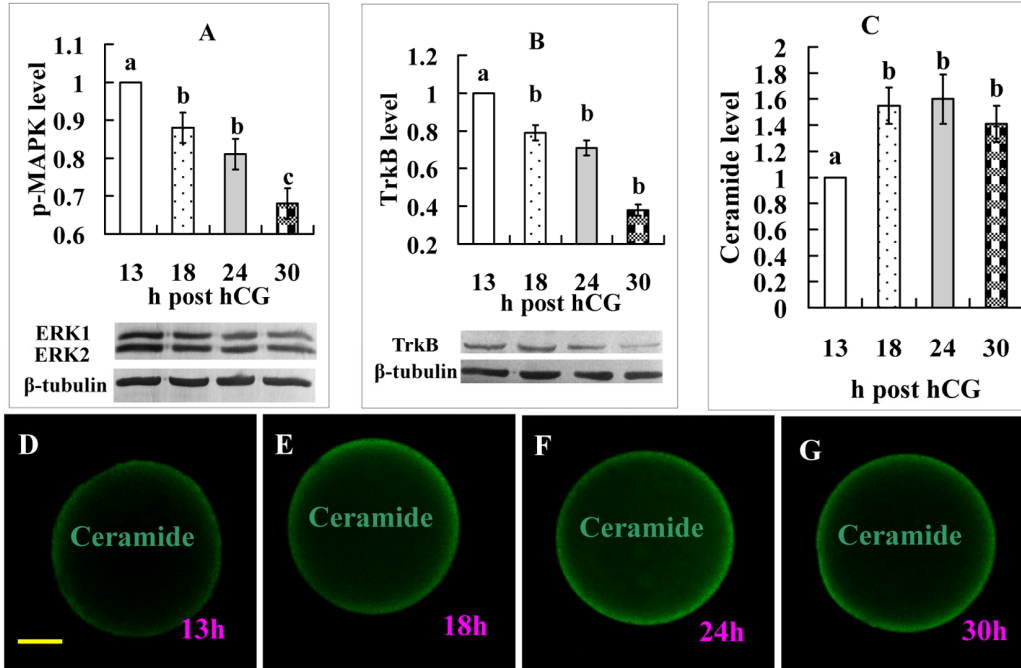 A
p-MAPK level
1.1
1
0.9
0.8
0.7
0.6
a
b
b
c
13 18 24 30
h post hCG
ERK1
ERK2
β-tubulin
B
TrkB level
1.2
1
0.8
0.6
0.4
0.2
a
b
b
b
13 18 24 30
h post hCG
TrkB
β-tubulin
C
Ceramide level
2
1.8
1.6
1.4
1.2
1
0.8
0.6
0.4
0.2
0
a
b
b
b
13 18 24 30
h post hCG
D
Ceramide
13h
E
Ceramide
18h
F
Ceramide
24h
G
Ceramide
30h